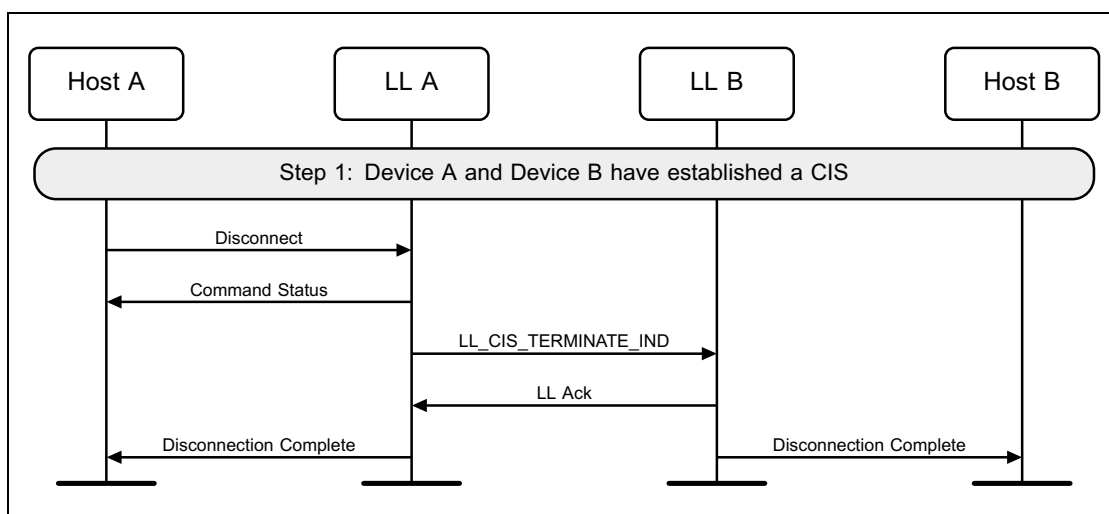 Host A
LL A
LL B
Host B
Step 1: Device A and Device B have established a CIS
Disconnect
Command Status
LL_CIS_TERMINATE_IND
LL Ack
Disconnection Complete
Disconnection Complete